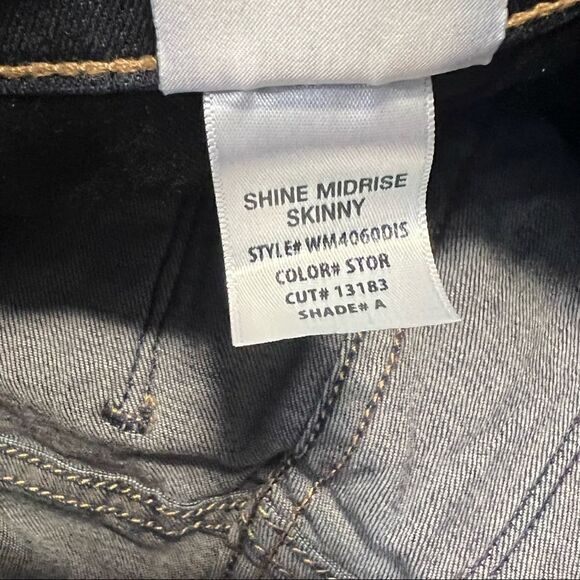 SHINE MIDRISE
SKINNY
STYLE# WM4060DIS
COLOR# STOR
CUT# 13183
SHADE# A